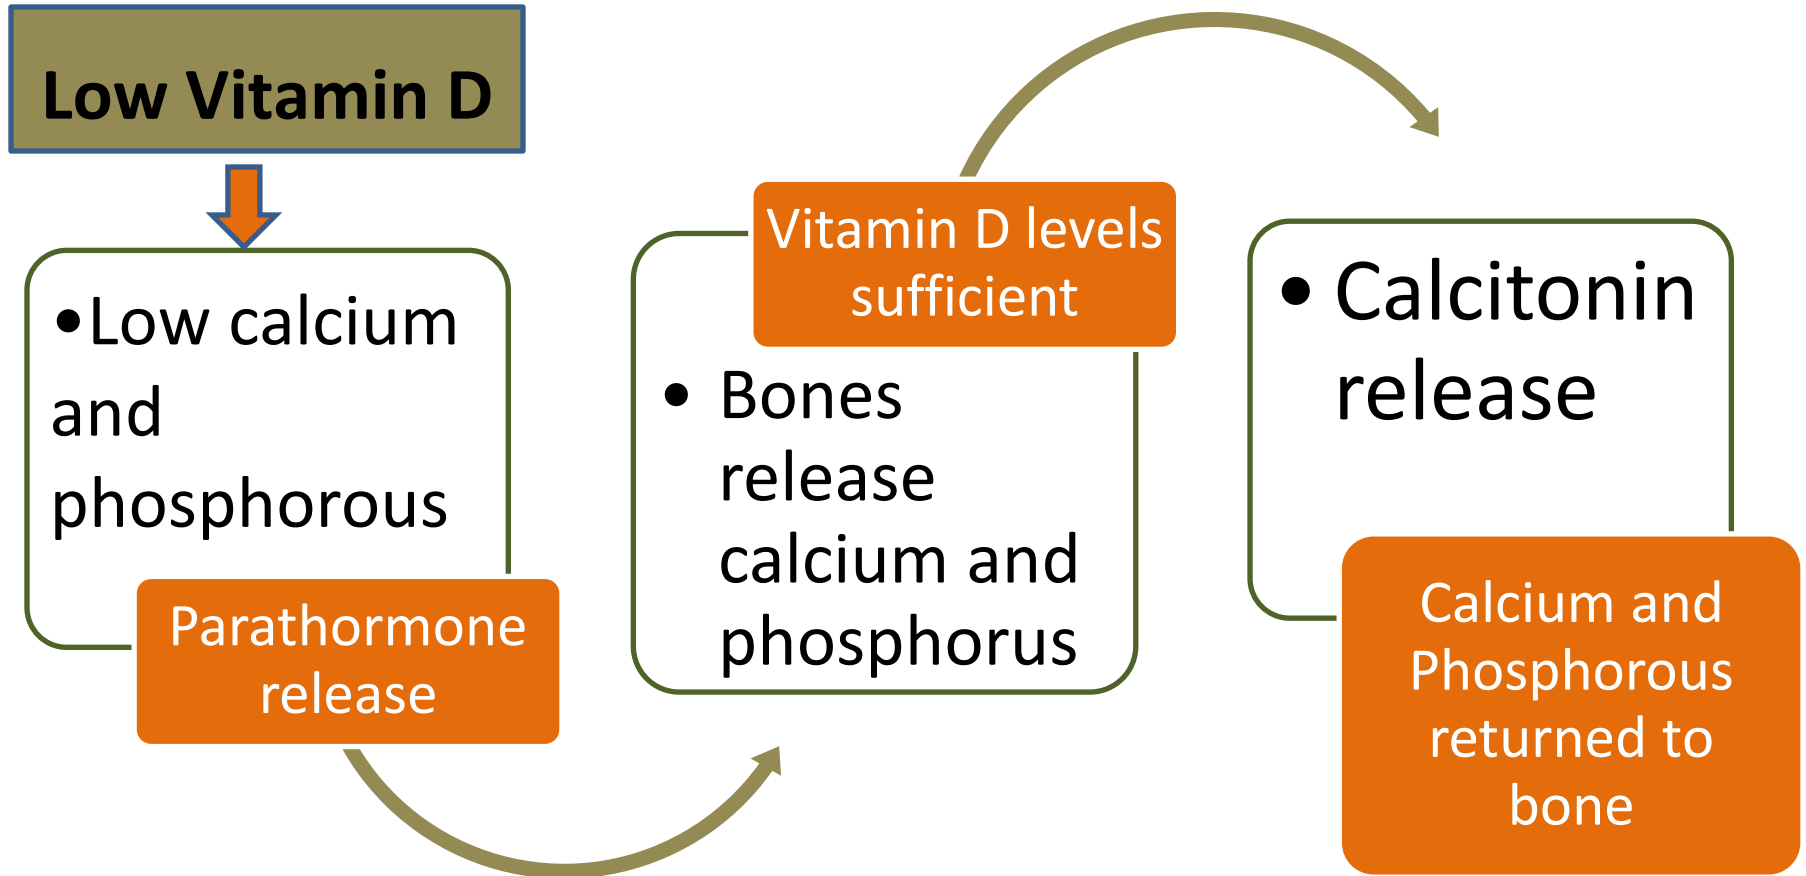 Low Vitamin D
•Low calcium
and
phosphorous
Parathormone
release
Vitamin D levels
sufficient
• Bones
release
calcium and
phosphorus
• Calcitonin
release
Calcium and
Phosphorous
returned to
bone